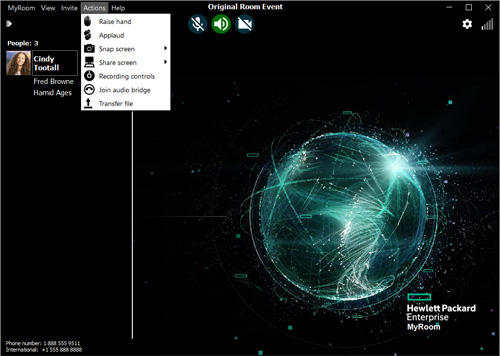 MyRoom View Invite Actions Help
Original Room Event
People: 3
Cindy
Tootall
Fred Browne
Hamid Ages
Raise hand
Applaud
Snap screen
Share screen
Recording controls
Join audio bridge
Transfer file
Hewlett Packard
Enterprise
MyRoom
Phone number: 1 888 555 9511
International: +1 555 888 8888